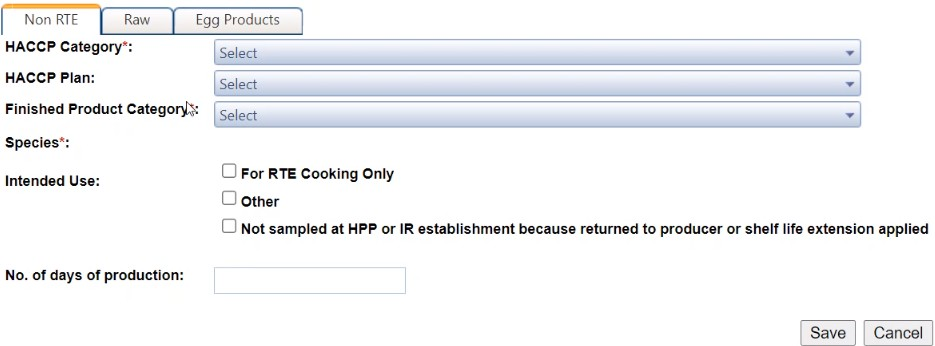 Non RTE Raw Egg Products
HACCP Category*: Select
HACCP Plan: Select
Finished Product Category*: Select
Species*:
Intended Use: For RTE Cooking Only
Other
Not sampled at HPP or IR establishment because returned to producer or shelf life extension applied
No. of days of production:
Save Cancel